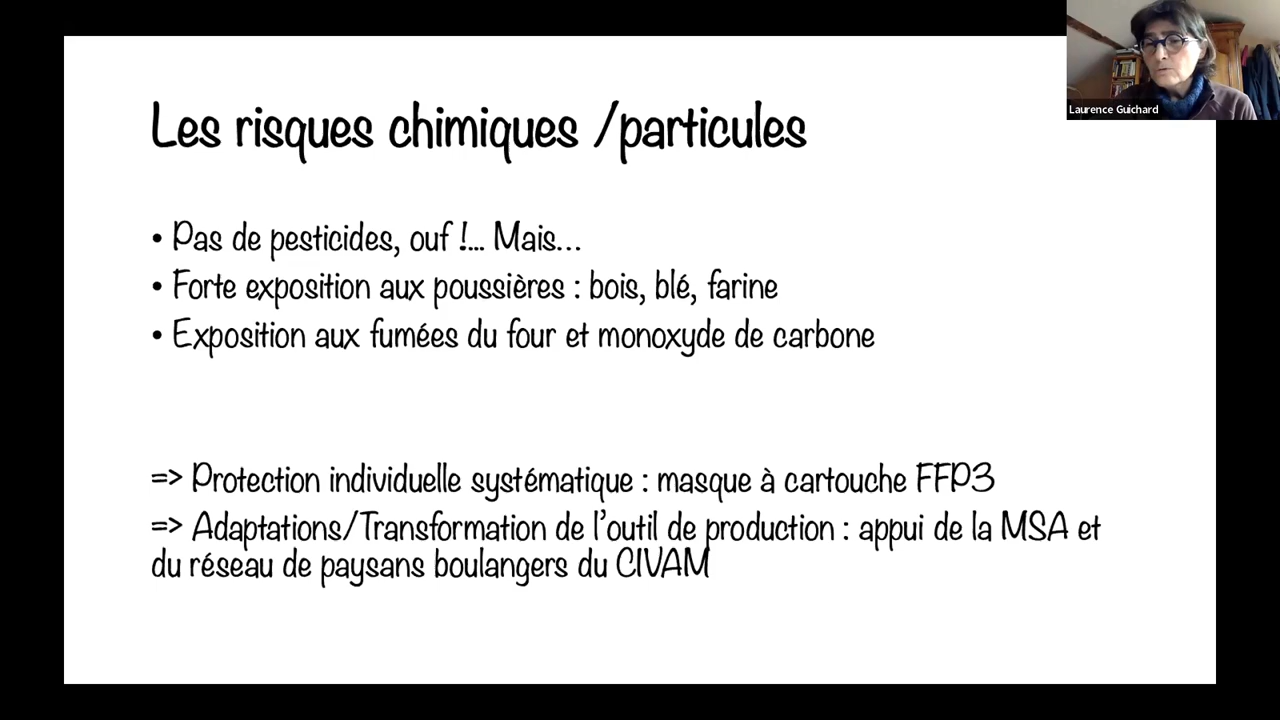 Laurence Guichard
Les risques chimiques /particules
• Pas de pesticides, ouf !... Mais...
• Forte exposition aux poussières : bois, blé, farine
• Exposition aux fumées du four et monoxyde de carbone
=> Protection individuelle systématique : masque à cartouche FFP3
=> Adaptations/Transformation de l'outil de production : appui de la MSA et
du réseau de paysans boulangers du CIVAM